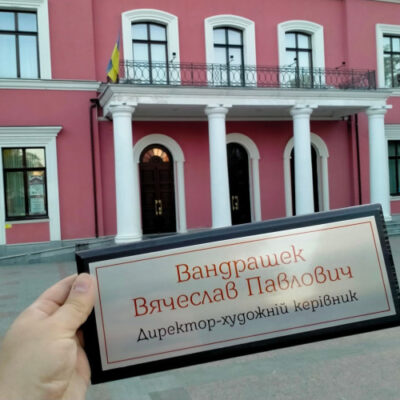 Вандрашек
Вячеслав Павлович
Директор-художній керівник